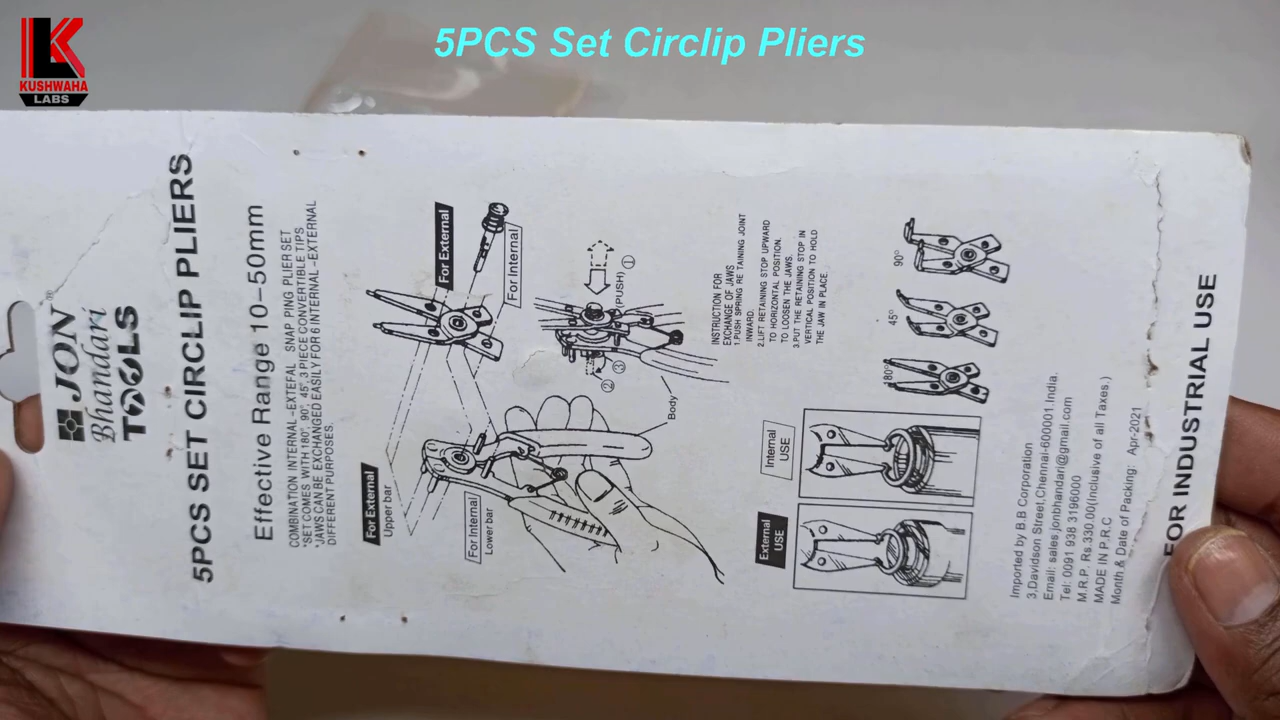 5PCS Set Circlip Pliers
LK
KUSHWAHA
LABS
JON
®
Bhandari
TOOLS
5PCS SET CIRCLIP PLIERS
Effective Range 10-50mm
COMBINATION INTERNAL-EXTEFAL SNAP PING PLIER SET
*SET COMES WITH 180°, 90°, 45°, 3 PIECE CONVERTIBLE TIPS
*JAWS CAN BE EXCHANGED EASILY FOR 6 INTERNAL-EXTERNAL
DIFFERENT PURPOSES.
For External
Upper bar
For Internal
Lower bar
For External
For Internal
(PUSH) ①
② ③
Body
INSTRUCTION FOR
EXCHANGE OF JAWS
1.PUSH SPRING RE TAINING JOINT
INWARD.
2.LIFT RETAINING STOP UPWARD
TO HORIZONTAL POSITION.
TO LOOSEN THE JAWS.
3.PUT THE RETAINING STOP IN
VERTICAL POSITION TO HOLD
THE JAW IN PLACE.
External
USE
Internal
USE
180°
45°
90°
Imported by B.B Corporation
3,Davidson Street,Chennai-600001.India.
Email: sales.jonbhandari@gmail.com
Tel: 0091 938 3196000
M.R.P. Rs.330.00(Inclusive of all Taxes.)
MADE IN P.R.C
Month & Date of Packing: Apr-2021
FOR INDUSTRIAL USE